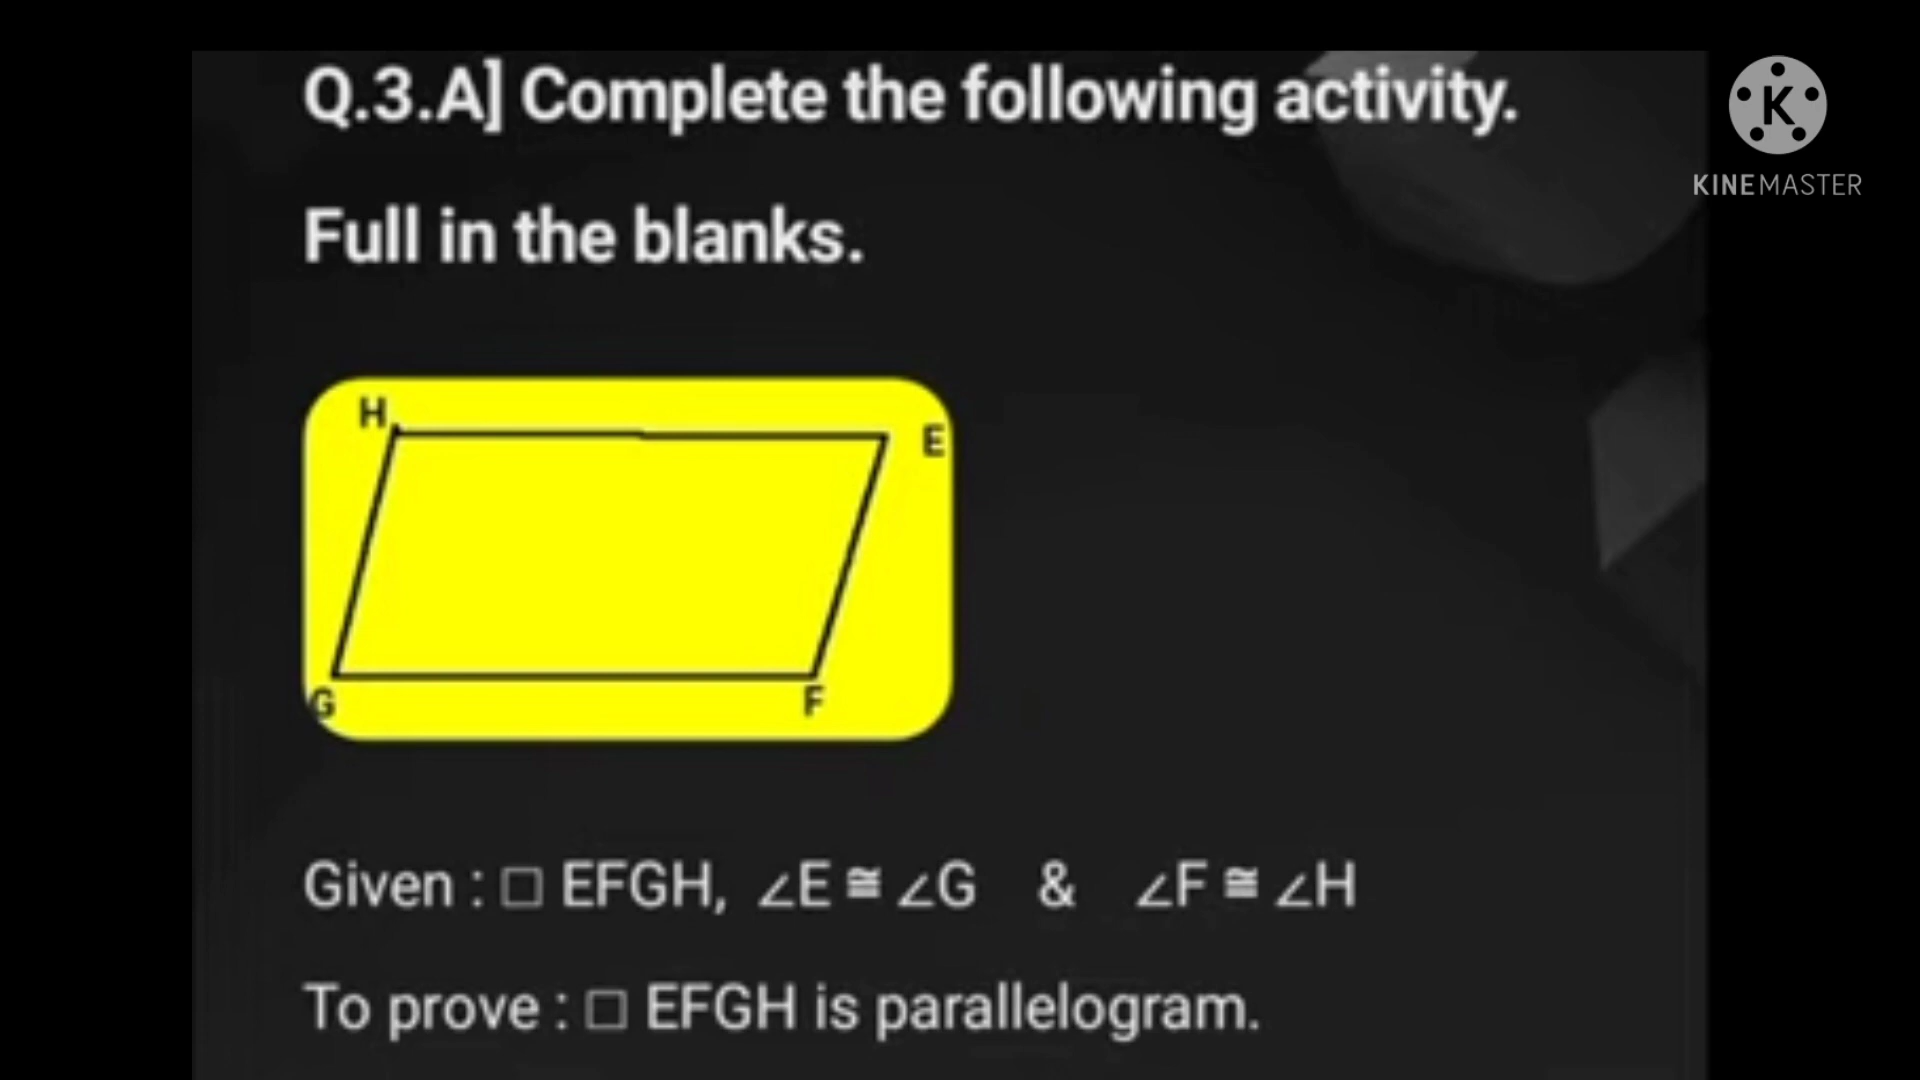 Q.3.A] Complete the following activity.
KINEMASTER
Full in the blanks.
H
E
G
F
Given : □ EFGH, ∠E ≅ ∠G & ∠F ≅ ∠H
To prove : □ EFGH is parallelogram.